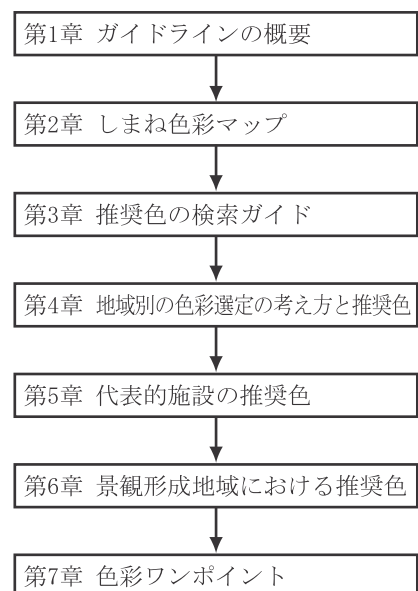 第1章 ガイドラインの概要
第2章 しまね色彩マップ
第3章 推奨色の検索ガイド
第4章 地域別の色彩選定の考え方と推奨色
第5章 代表的施設の推奨色
第6章 景観形成地域における推奨色
第7章 色彩ワンポイント